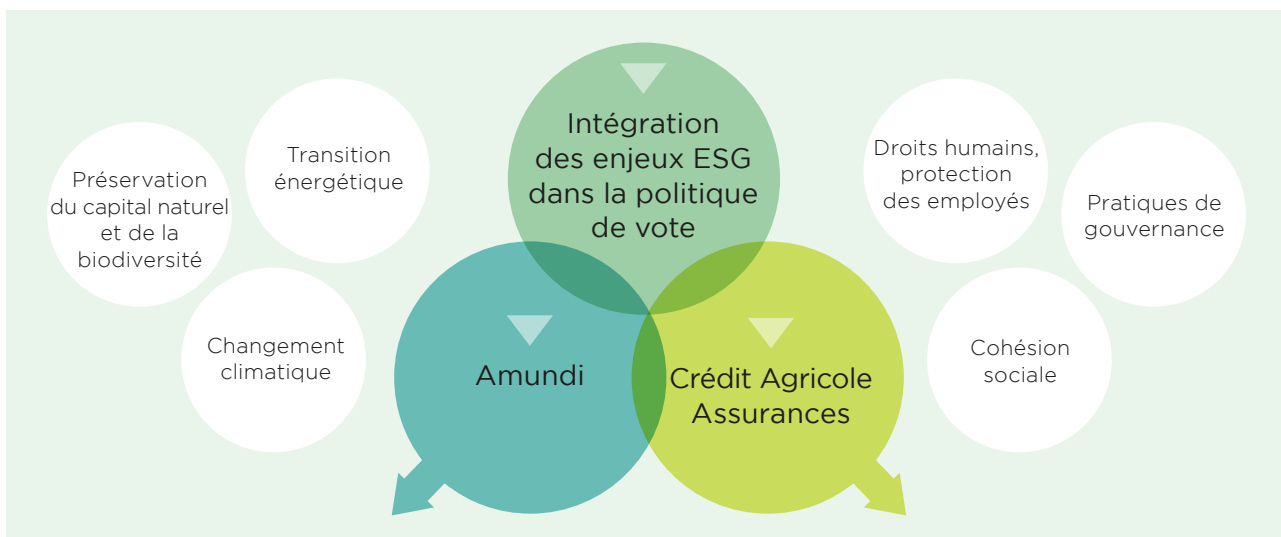 Préservation
du capital naturel
et de la
biodiversité
Transition
énergétique
Changement
climatique
Intégration
des enjeux ESG
dans la politique
de vote
Amundi
Crédit Agricole
Assurances
Droits humains,
protection
des employés
Pratiques de
gouvernance
Cohésion
sociale